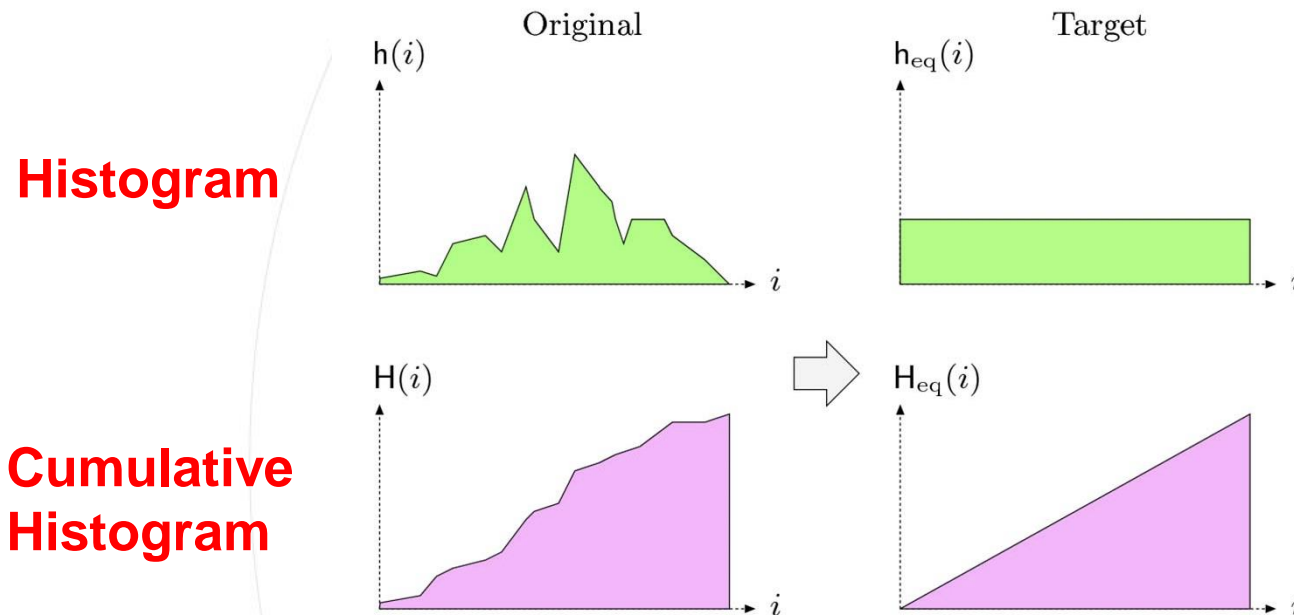 Original
Target
h(i)
h_eq(i)
Histogram
i
i
H(i)
H_eq(i)
Cumulative
Histogram
i
i